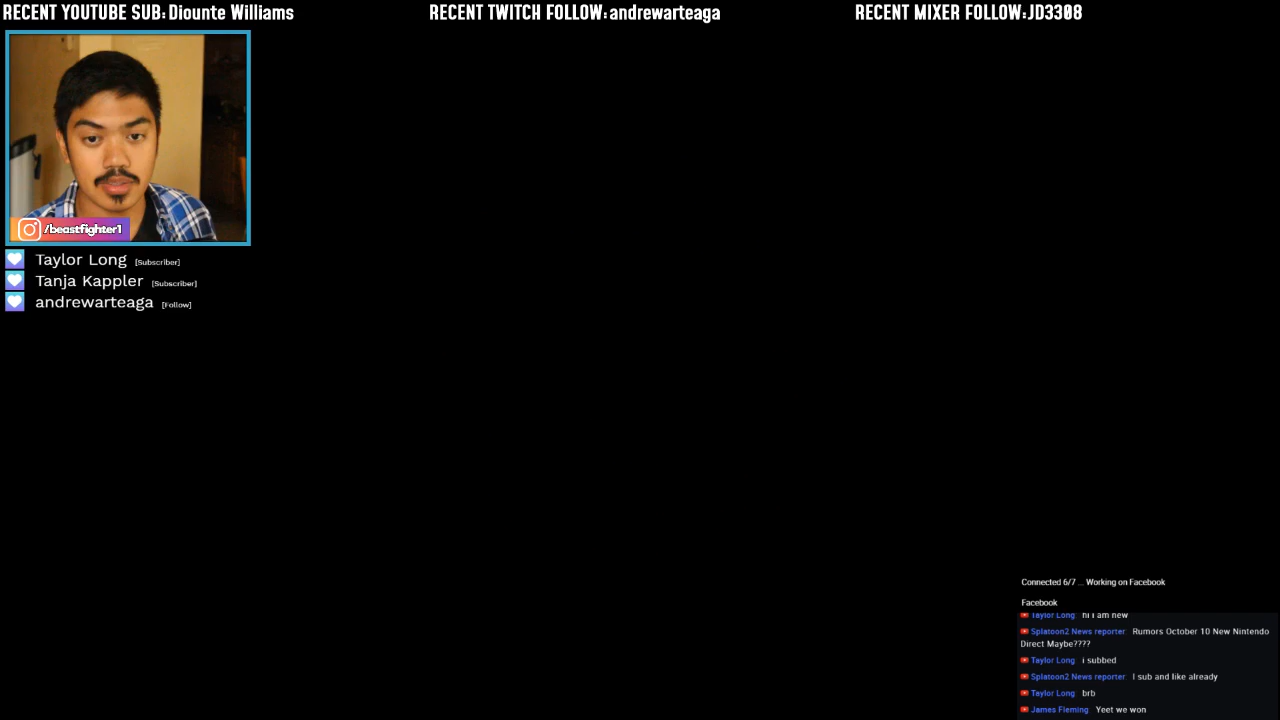 RECENT YOUTUBE SUB: Diounte Williams
RECENT TWITCH FOLLOW: andrewarteaga
RECENT MIXER FOLLOW: JD3308
/beastfighter1
Taylor Long [Subscriber]
Tanja Kappler [Subscriber]
andrewarteaga [Follow]
Connected 6/7 ... Working on Facebook
Facebook
Taylor Long hi I am new
Splatoon2 News reporter Rumors October 10 New Nintendo
Direct Maybe????
Taylor Long i subbed
Splatoon2 News reporter I sub and like already
Taylor Long brb
James Fleming Yeet we won